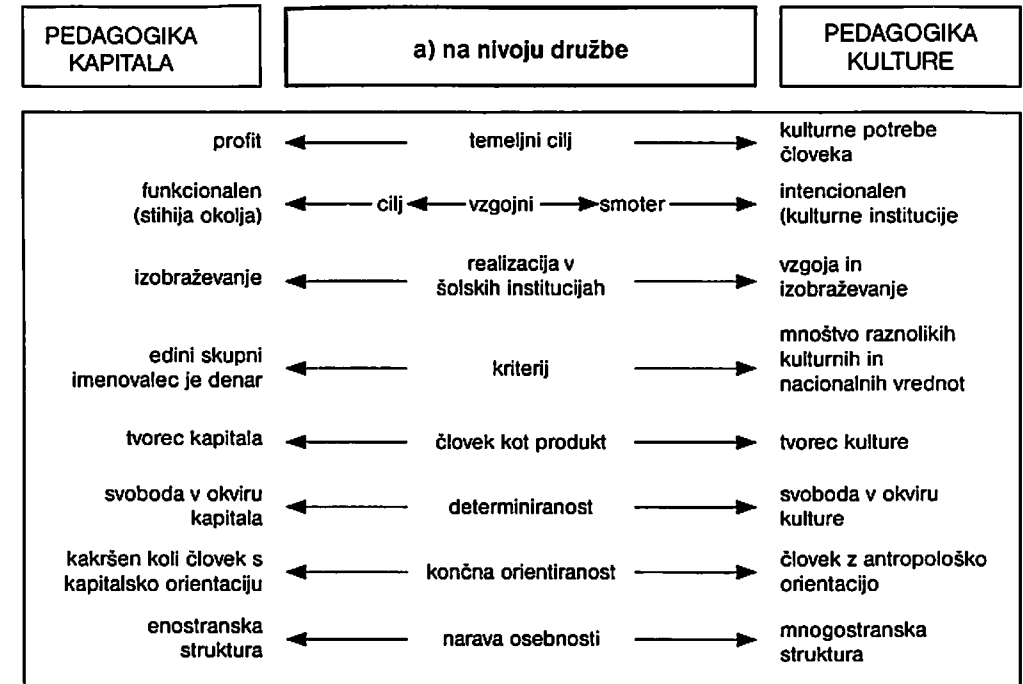 PEDAGOGIKA
KAPITALA
a) na nivoju družbe
PEDAGOGIKA
KULTURE
profit
temeljni cilj
kulturne potrebe
človeka
funkcionalen
(stihija okolja)
cilj
vzgojni
smoter
intencionalen
(kulturne institucije
izobraževanje
realizacija v
šolskih institucijah
vzgoja in
izobraževanje
edini skupni
imenovalec je denar
kriterij
mnoštvo raznolikih
kulturnih in
nacionalnih vrednot
tvorec kapitala
človek kot produkt
tvorec kulture
svoboda v okviru
kapitala
determiniranost
svoboda v okviru
kulture
kakršen koli človek s
kapitalsko orientaciju
končna orientiranost
človek z antropološko
orientacijo
enostranska
struktura
narava osebnosti
mnogostranska
struktura